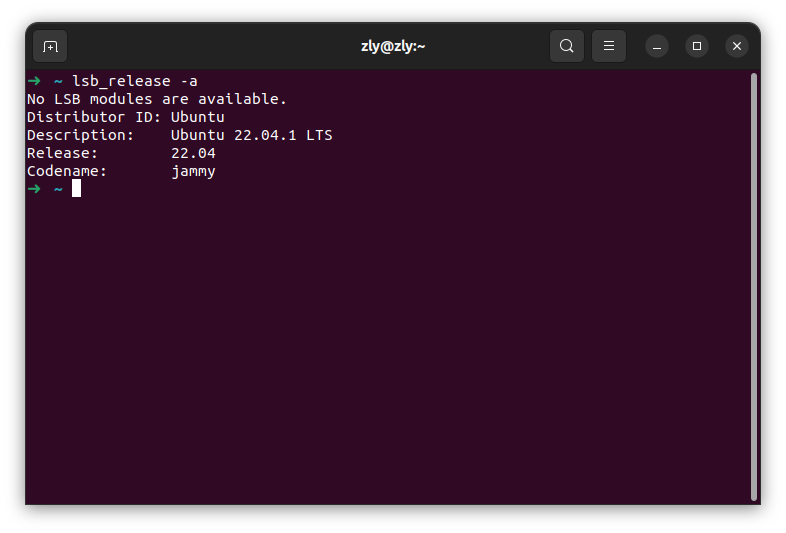 zly@zly:~
➜ ~ lsb_release -a
No LSB modules are available.
Distributor ID: Ubuntu
Description:    Ubuntu 22.04.1 LTS
Release:        22.04
Codename:       jammy
➜ ~